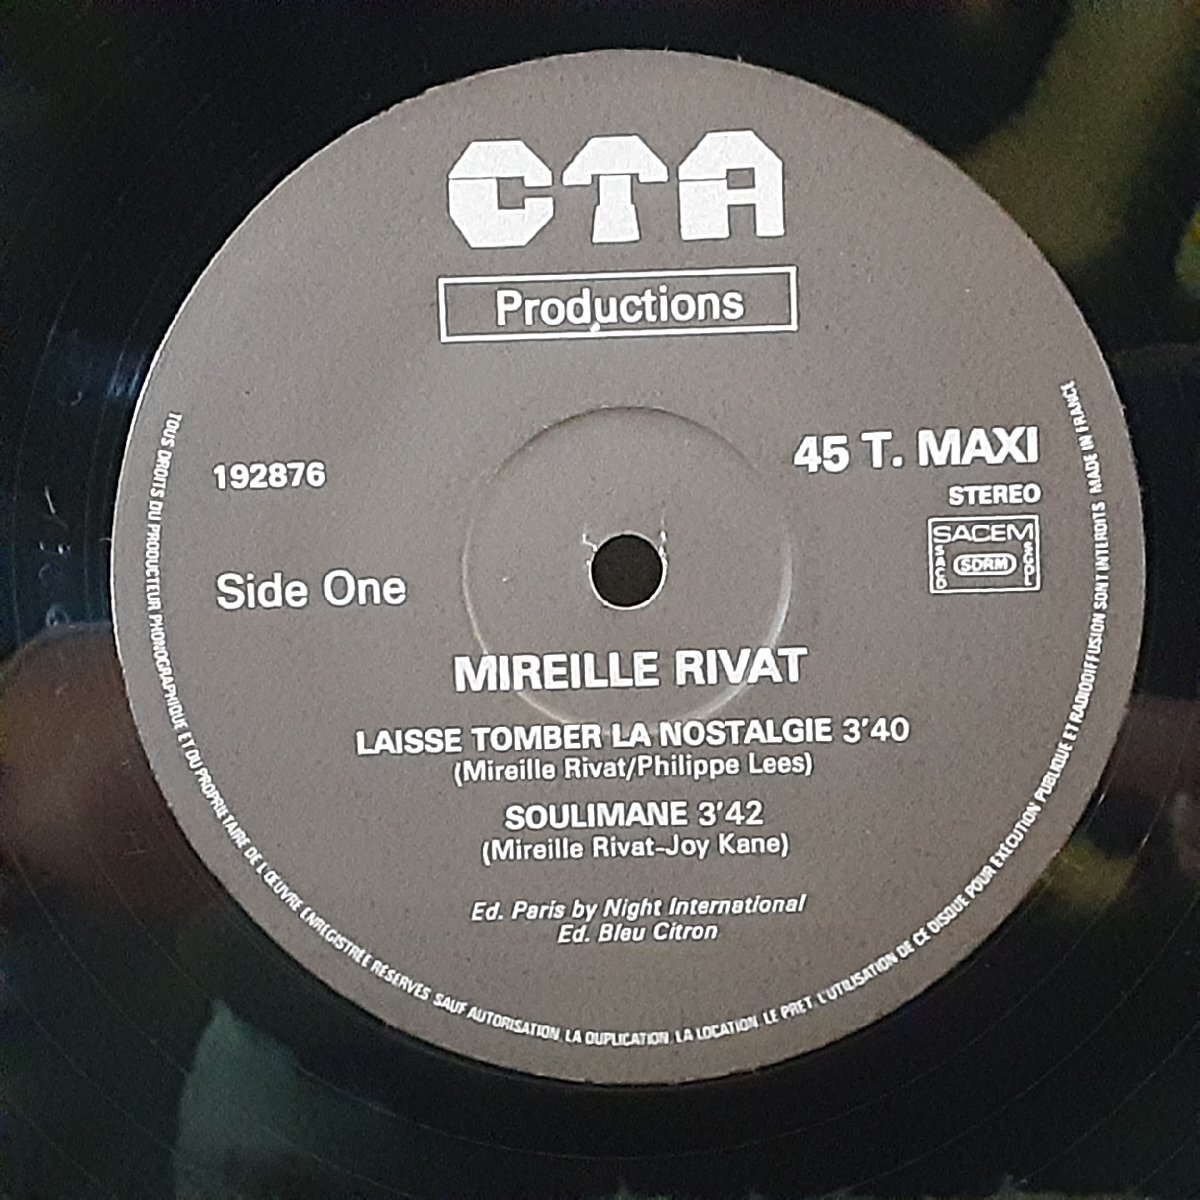 CTA
Productions
192876
45 T. MAXI
STEREO
SACEM
SACD
SDRM
SGDL
Side One
MIREILLE RIVAT
LAISSE TOMBER LA NOSTALGIE 3'40
(Mireille Rivat/Philippe Lees)
SOULIMANE 3'42
(Mireille Rivat-Joy Kane)
Ed. Paris by Night International
Ed. Bleu Citron
TOUS DROITS DU PRODUCTEUR PHONOGRAPHIQUE ET DU PROPRIETAIRE DE L'ŒUVRE ENREGISTRÉE RÉSERVÉS SAUF AUTORISATION LA DUPLICATION LA LOCATION LE PRET L'UTILISATION DE CE DISQUE POUR EXECUTION PUBLIQUE ET RADIODIFFUSION SONT INTERDITS MADE IN FRANCE